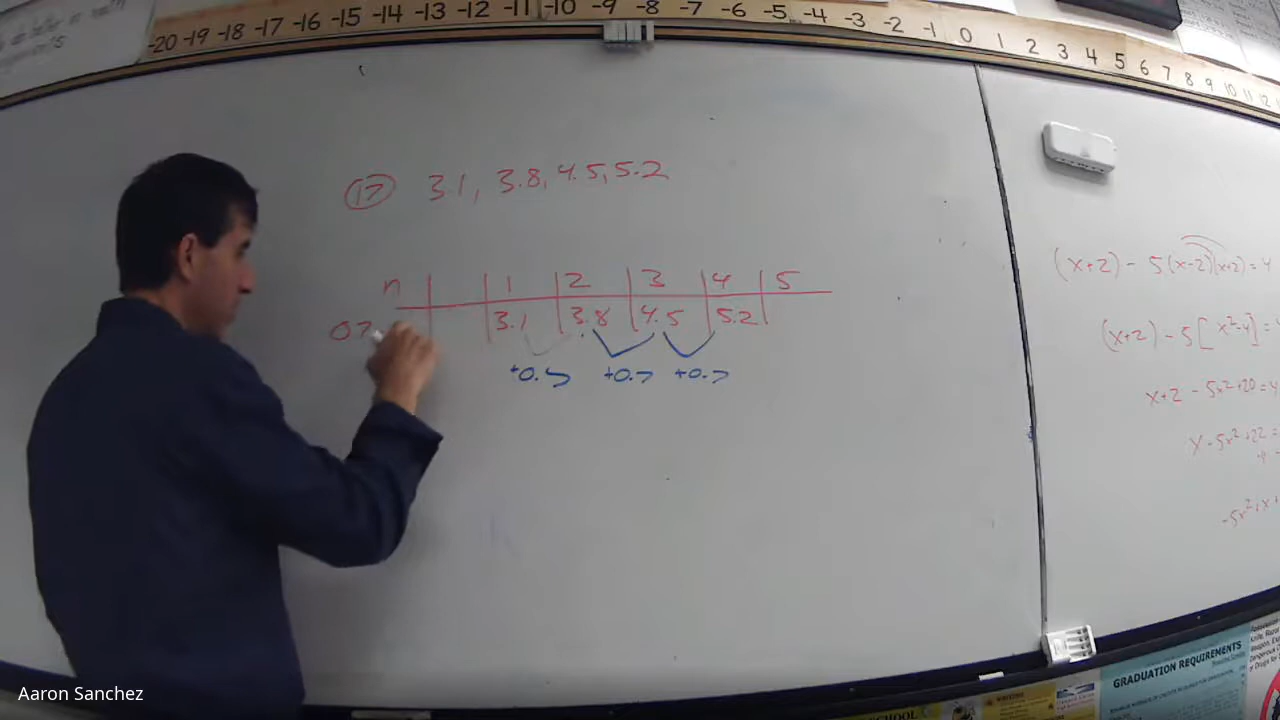 -20 -19 -18 -17 -16 -15 -14 -13 -12 -11 -10 -9 -8 -7 -6 -5 -4 -3 -2 -1 0 1 2 3 4 5 6 7 8 9 10 11 12
17 3.1, 3.8, 4.5, 5.2
n 1 2 3 4 5
0.7 3.1 3.8 4.5 5.2
+0.7 +0.7 +0.7
(x+2) - 5(x-2)(x+2) = 4
(x+2) - 5[x²-4] =
x+2 - 5x²+20 = 4
x - 5x²+22 =
-5x²+x+
GRADUATION REQUIREMENTS
SCHOOL
Aaron Sanchez